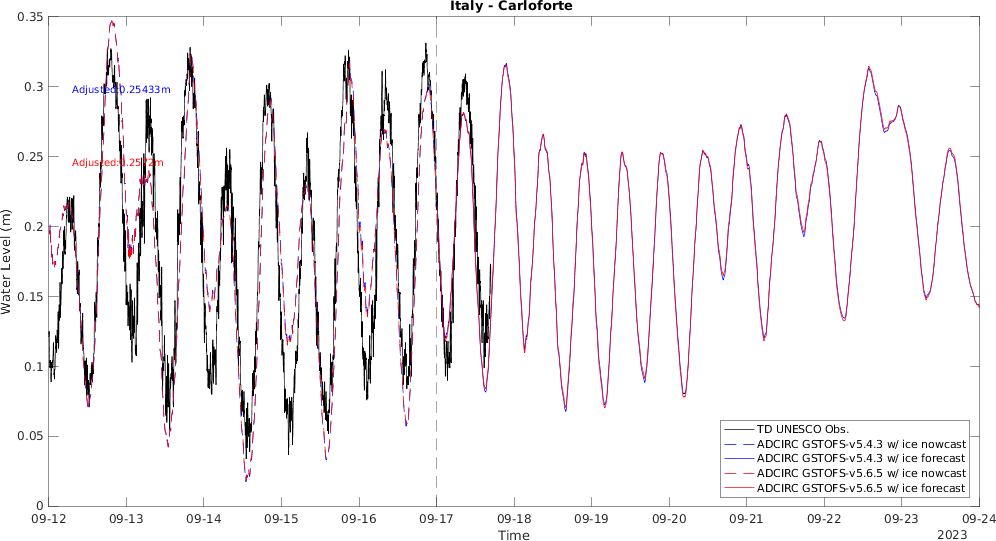 Italy - Carloforte
0.35
0.3
0.25
0.2
0.15
0.1
0.05
0
Water Level (m)
Adjusted:0.25433m
09-12
09-13
09-14
09-15
09-16
09-17
09-18
09-19
09-20
09-21
09-22
09-23
09-24
Time
2023
TD UNESCO Obs.
ADCIRC GSTOFS-v5.4.3 w/ ice nowcast
ADCIRC GSTOFS-v5.4.3 w/ ice forecast
ADCIRC GSTOFS-v5.6.5 w/ ice nowcast
ADCIRC GSTOFS-v5.6.5 w/ ice forecast